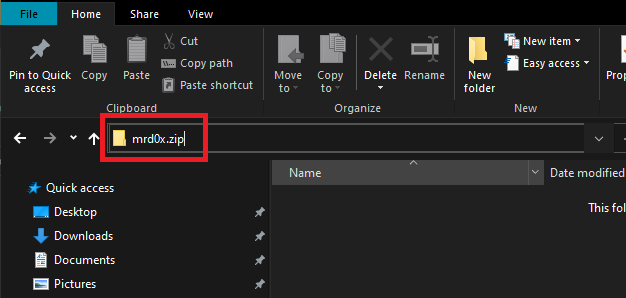 File Home Share View
Pin to Quick access
Copy
Paste
Cut
Copy path
Paste shortcut
Clipboard
Move to
Copy to
Delete
Rename
Organize
New folder
New item
Easy access
New
Prop
mrd0x.zip
Name
Date modified
Quick access
Desktop
Downloads
Documents
Pictures
This fo